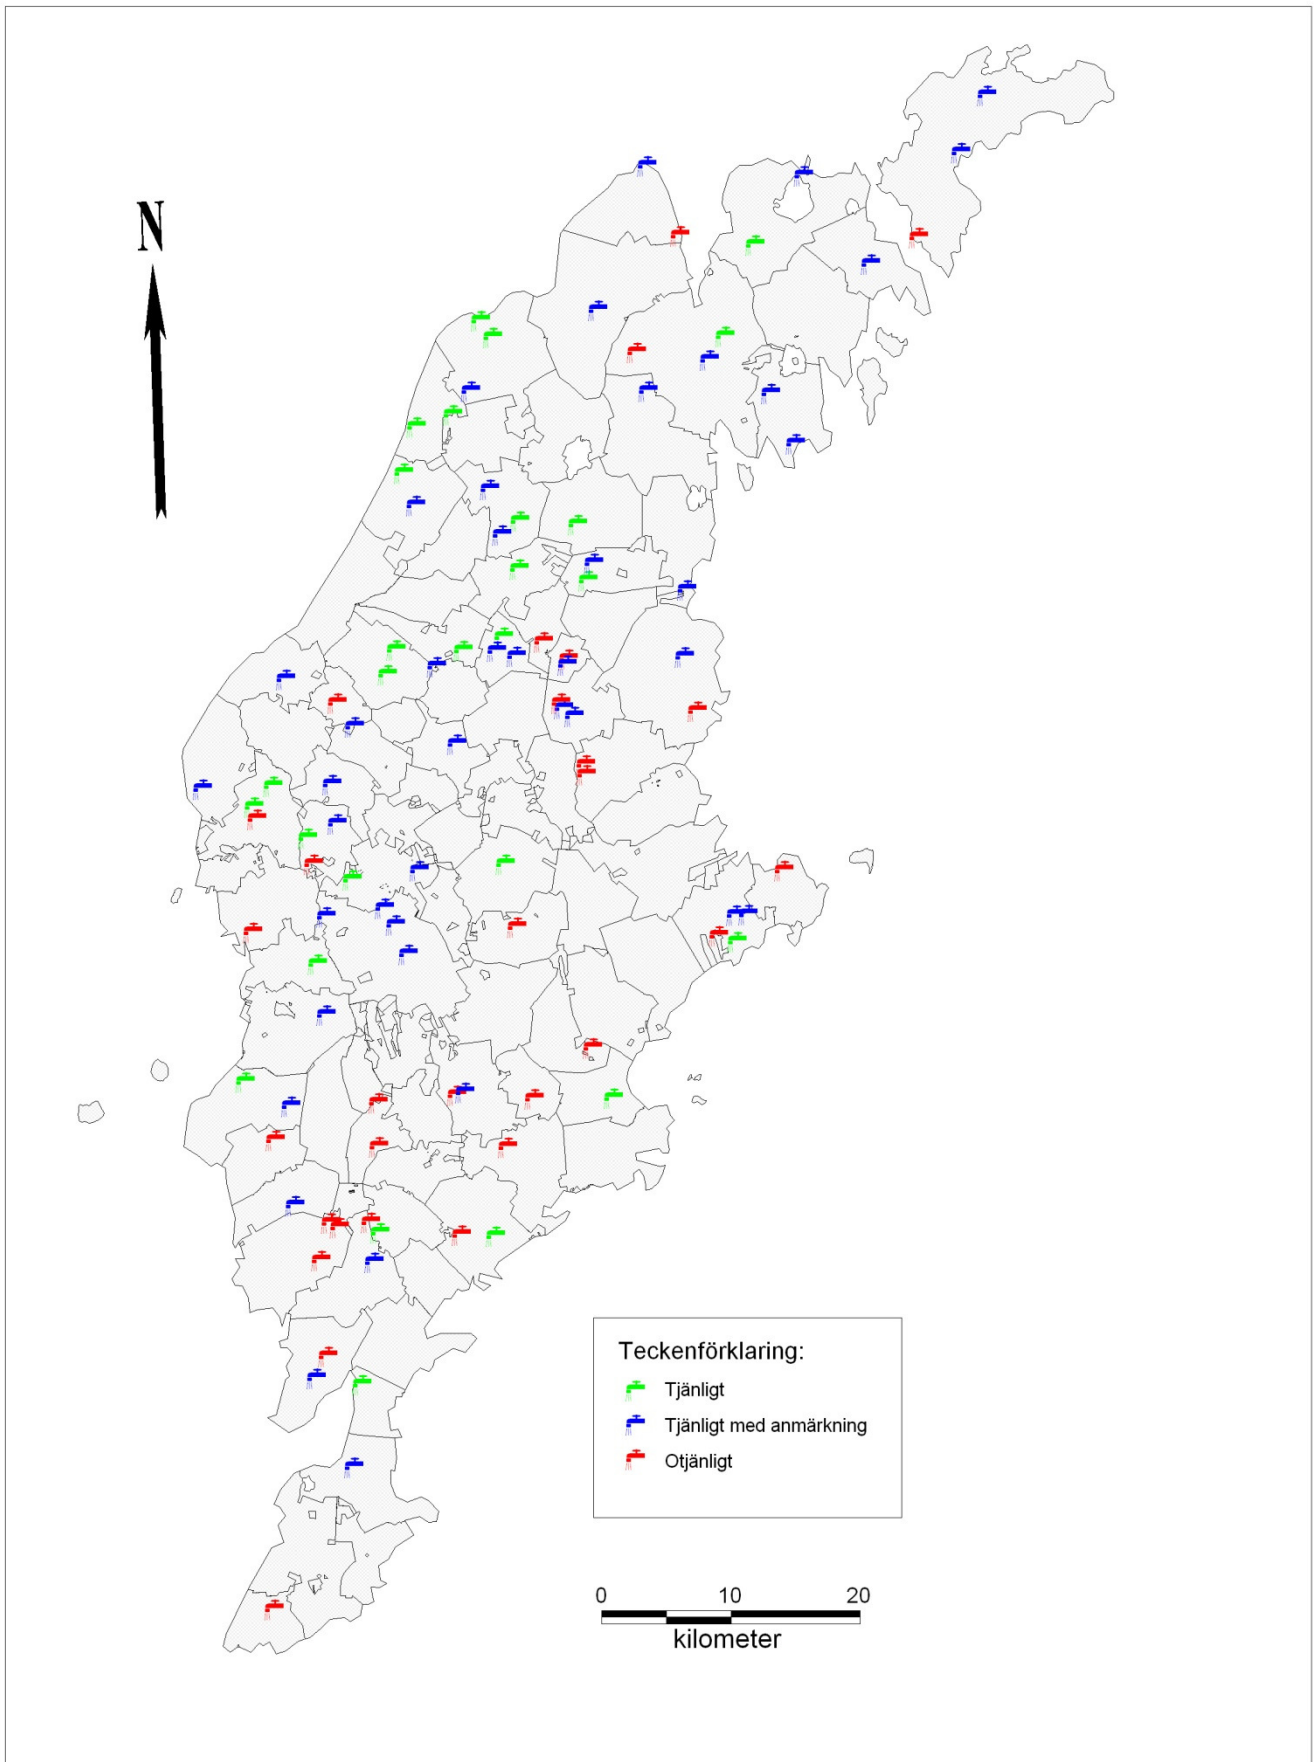 N
Teckenförklaring:
Tjänligt
Tjänligt med anmärkning
Otjänligt
0 10 20
kilometer